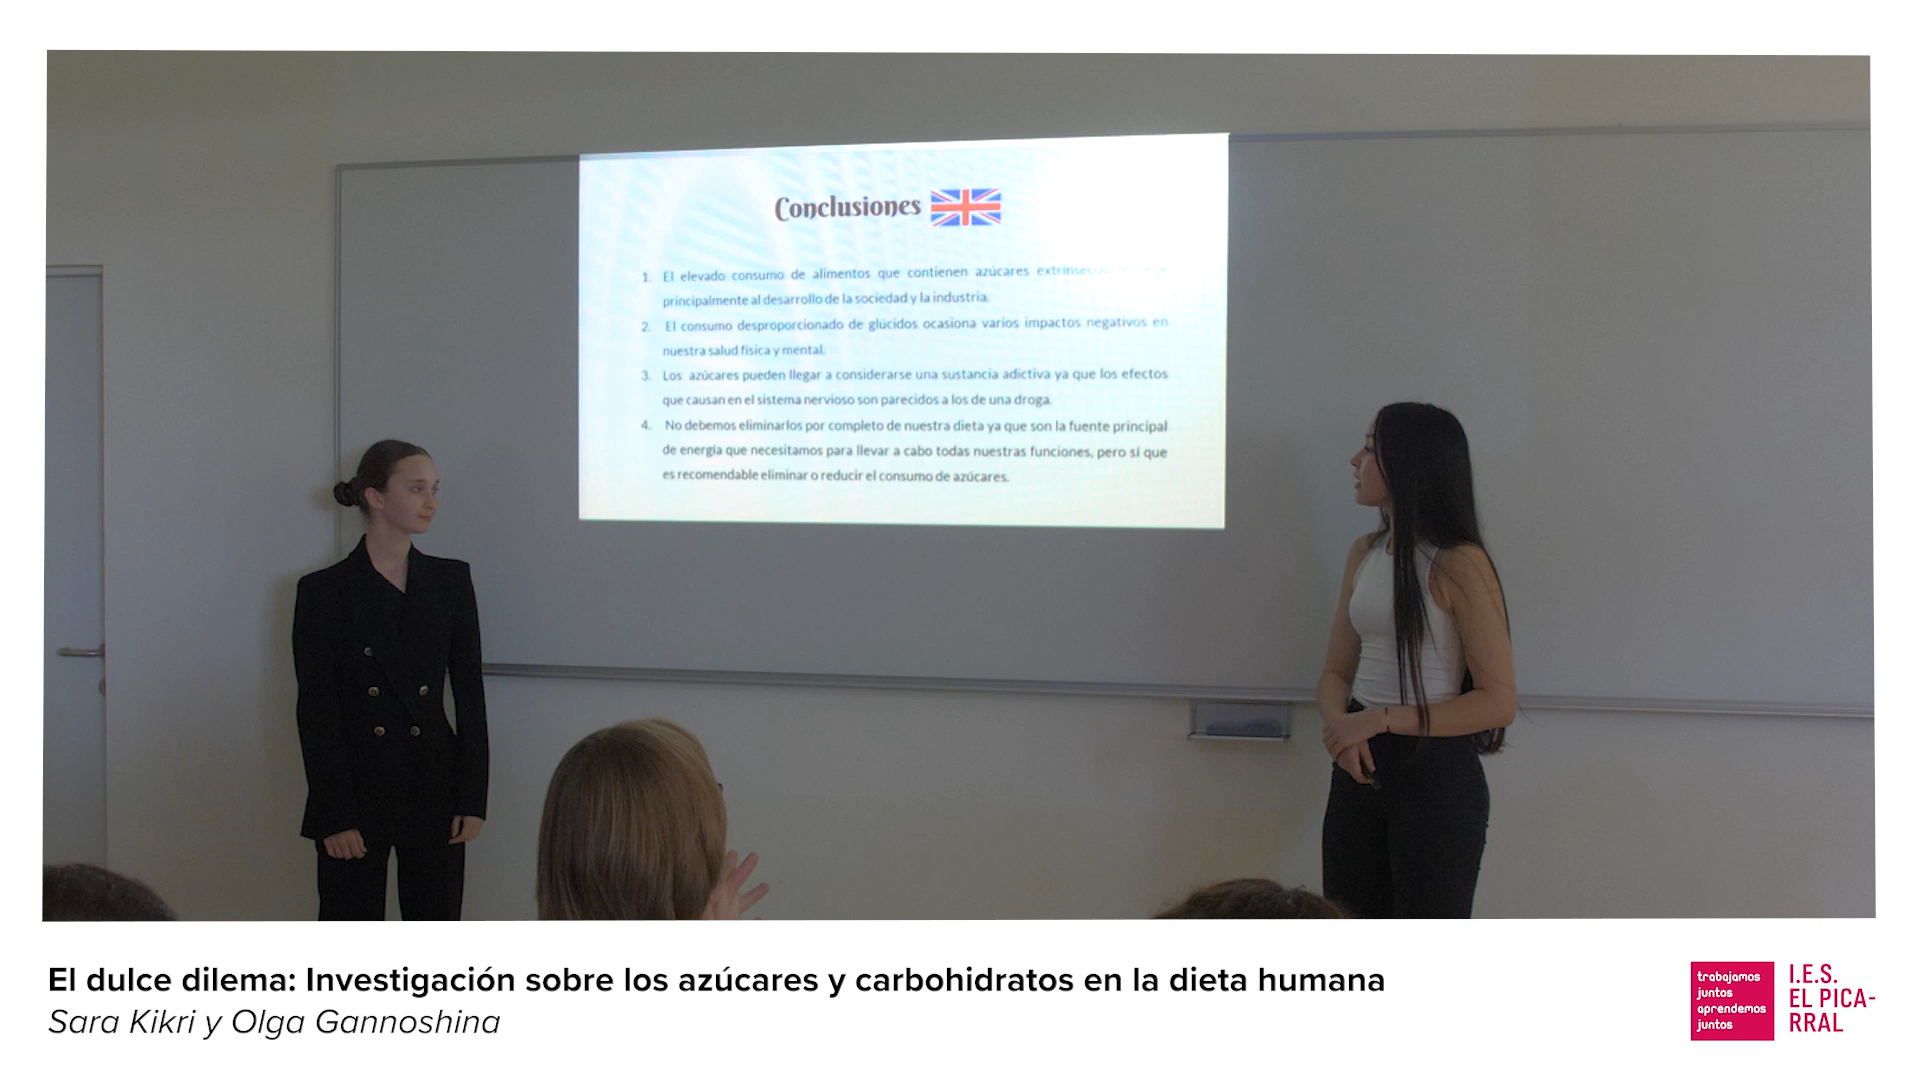 Conclusiones
1. El elevado consumo de alimentos que contienen azúcares extrínsecos
principalmente al desarrollo de la sociedad y la industria.
2. El consumo desproporcionado de glúcidos ocasiona varios impactos negativos en
nuestra salud física y mental.
3. Los azúcares pueden llegar a considerarse una sustancia adictiva ya que los efectos
que causan en el sistema nervioso son parecidos a los de una droga.
4. No debemos eliminarlos por completo de nuestra dieta ya que son la fuente principal
de energía que necesitamos para llevar a cabo todas nuestras funciones, pero sí que
es recomendable eliminar o reducir el consumo de azúcares.
El dulce dilema: Investigación sobre los azúcares y carbohidratos en la dieta humana
Sara Kikri y Olga Gannoshina
trabajamos
juntos
aprendemos
juntos
I.E.S.
EL PICA-
RRAL